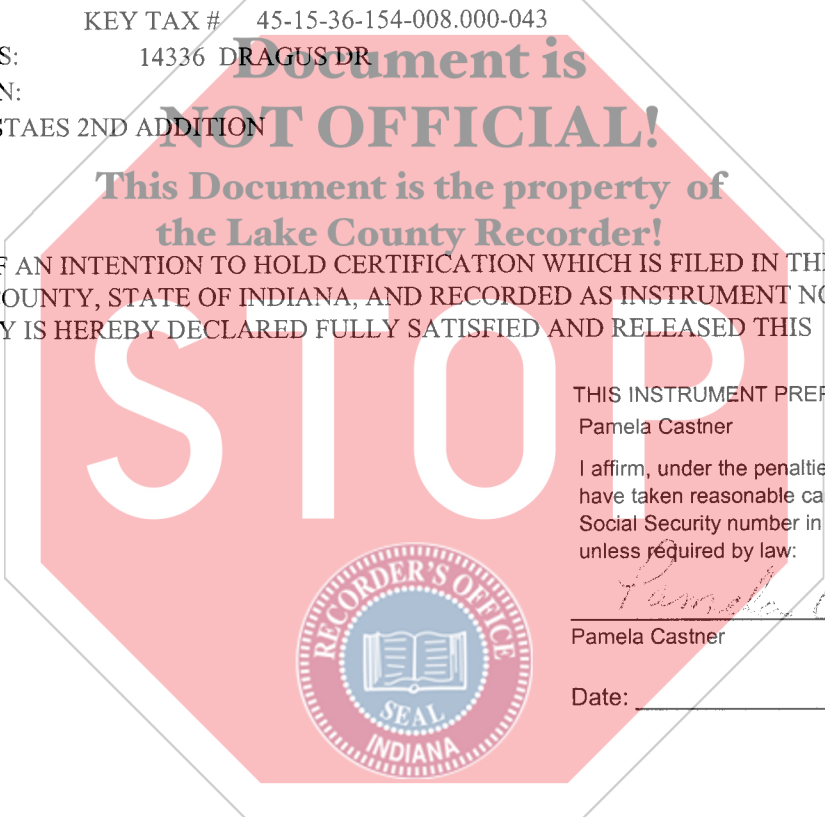 KEY TAX # 45-15-36-154-008.000-043
S: 14336 DRAGUS DR
N:
STAES 2ND ADDITION
Document is
NOT OFFICIAL!
This Document is the property of
the Lake County Recorder!
F AN INTENTION TO HOLD CERTIFICATION WHICH IS FILED IN THE
OUNTY, STATE OF INDIANA, AND RECORDED AS INSTRUMENT NO
Y IS HEREBY DECLARED FULLY SATISFIED AND RELEASED THIS
STOP
THIS INSTRUMENT PREP
Pamela Castner
I affirm, under the penaltie
have taken reasonable ca
Social Security number in
unless required by law:
Pamela
Pamela Castner
Date:
RECORDER'S OFFICE
SEAL
INDIANA